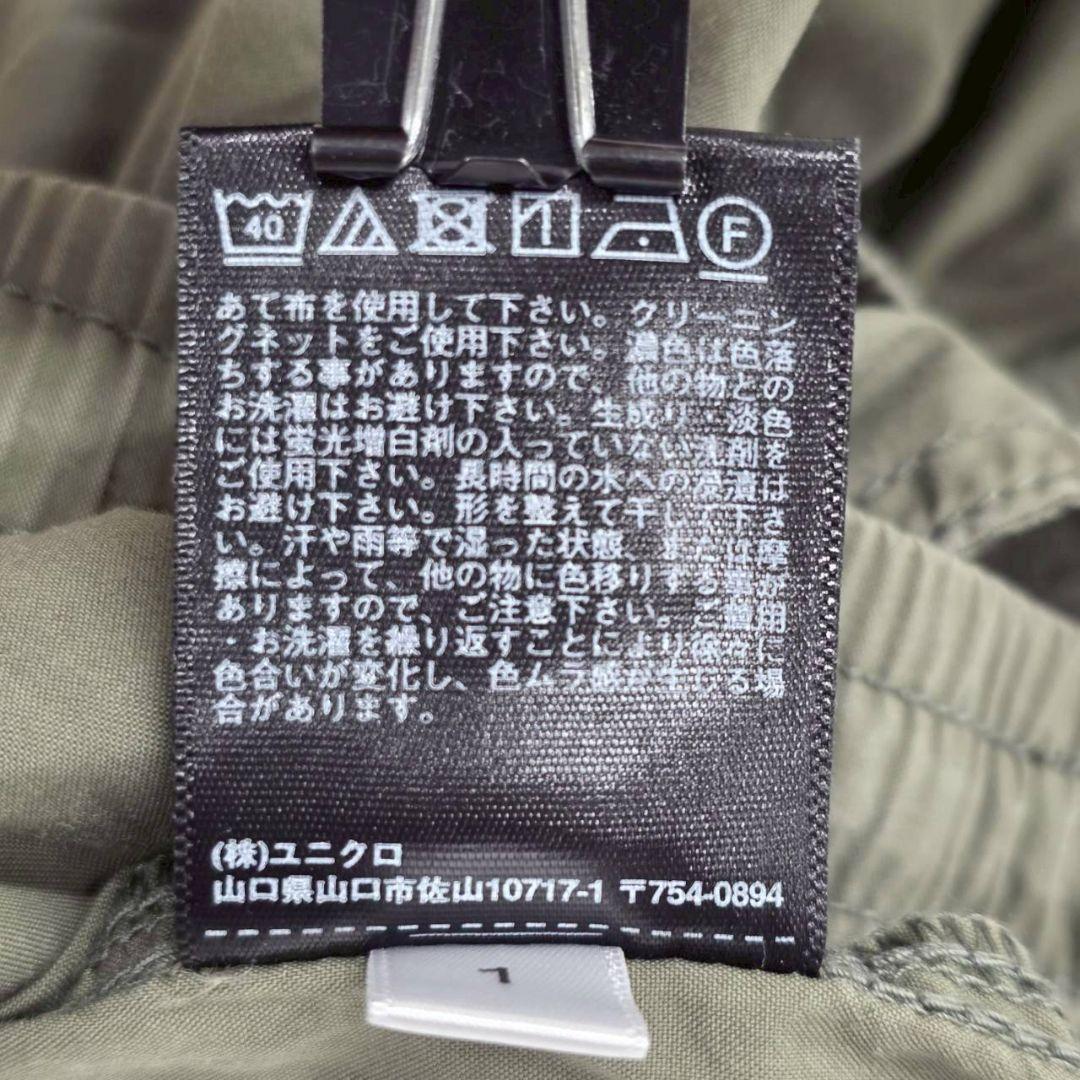 40 1 F
あて布を使用して下さい。クリーニン
グネットをご使用下さい。濃色は色落
ちする事がありますので、他の物との
お洗濯はお避け下さい。生成り・淡色
には蛍光増白剤の入っていない洗剤を
ご使用下さい。長時間の水への浸漬は
お避け下さい。形を整えて干して下さ
い。汗や雨等で湿った状態、または摩
擦によって、他の物に色移りする事が
ありますので、ご注意下さい。ご着用
・お洗濯を繰り返すことにより徐々に
色合いが変化し、色ムラ感が生じる場
合があります。
(株)ユニクロ
山口県山口市佐山10717-1 〒754-0894
1